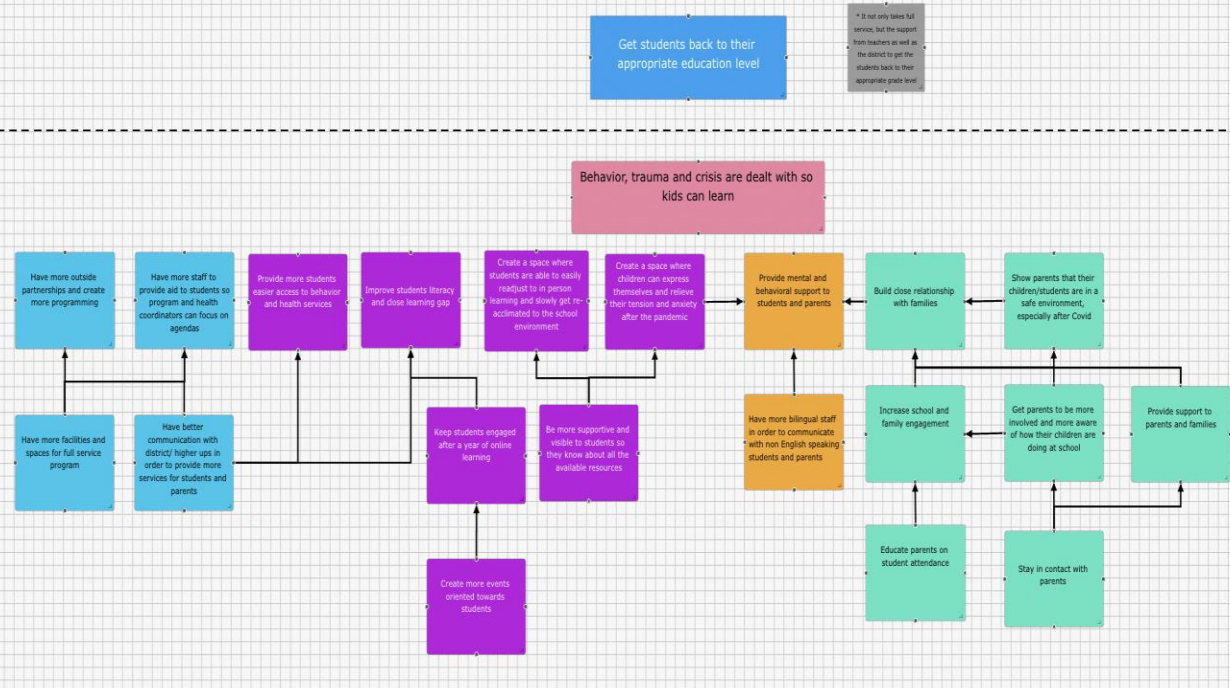 Get students back to their
appropriate education level
* It not only takes full
service, but the support
from teachers as well as
the district to get the
students back to their
appropriate grade level
Behavior, trauma and crisis are dealt with so
kids can learn
Have more outside
partnerships and create
more programming
Have more staff to
provide aid to students so
program and health
coordinators can focus on
agendas
Provide more students
easier access to behavior
and health services
Improve students literacy
and close learning gap
Create a space where
students are able to easily
readjust to in person
learning and slowly get re-
acclimated to the school
environment
Create a space where
children can express
themselves and relieve
their tension and anxiety
after the pandemic
Provide mental and
behavioral support to
students and parents
Build close relationship
with families
Show parents that their
children/students are in a
safe environment,
especially after Covid
Have more facilities and
spaces for full service
program
Have better
communication with
district/ higher ups in
order to provide more
services for students and
parents
Keep students engaged
after a year of online
learning
Be more supportive and
visible to students so
they know about all the
available resources
Have more bilingual staff
in order to communicate
with non English speaking
students and parents
Increase school and
family engagement
Get parents to be more
involved and more aware
of how their children are
doing at school
Provide support to
parents and families
Create more events
oriented towards
students
Educate parents on
student attendance
Stay in contact with
parents